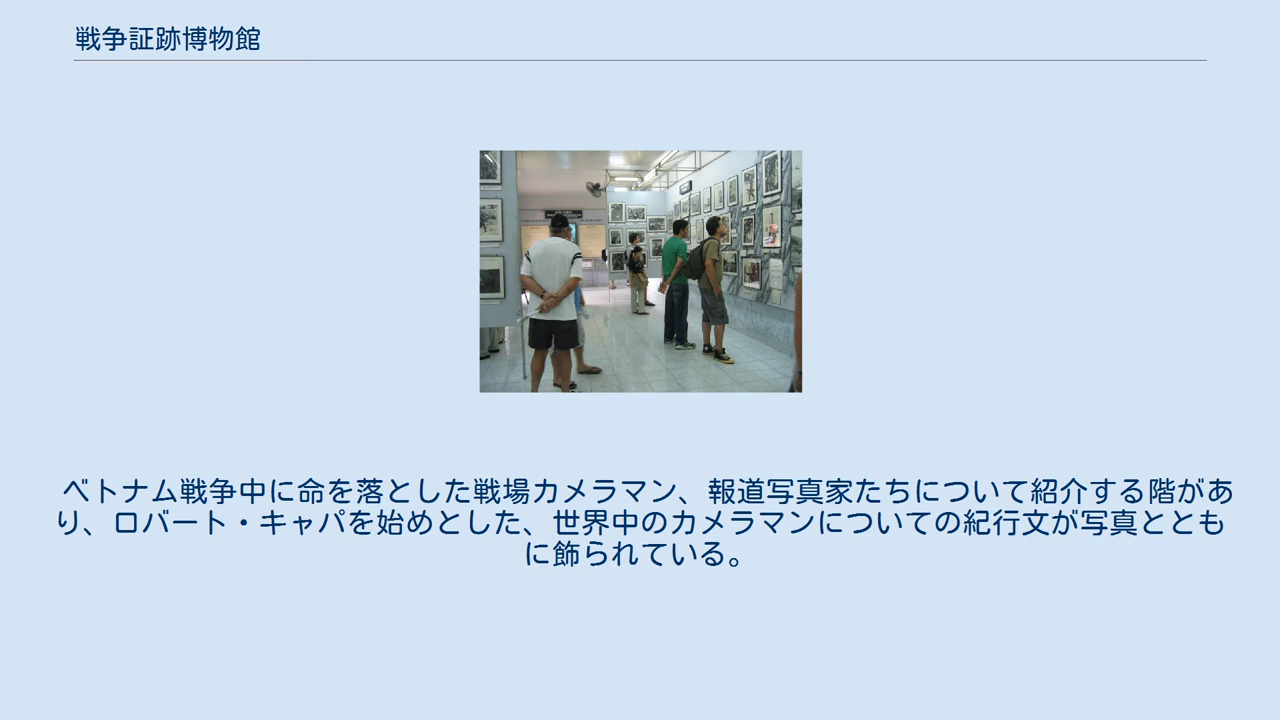 戦争証跡博物館
ベトナム戦争中に命を落とした戦場カメラマン、報道写真家たちについて紹介する階があ
り、ロバート・キャパを始めとした、世界中のカメラマンについての紀行文が写真ととも
に飾られている。